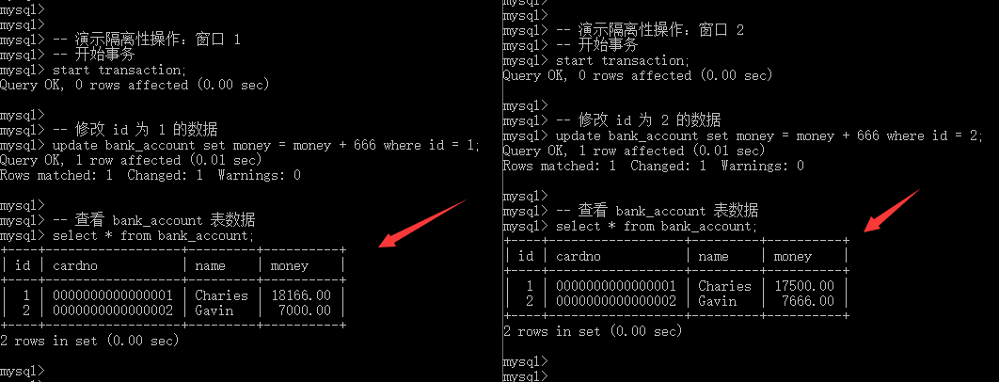 mysql>
mysql>
mysql> -- 演示隔离性操作：窗口 1
mysql> -- 开始事务
mysql> start transaction;
Query OK, 0 rows affected (0.00 sec)
mysql>
mysql> -- 修改 id 为 1 的数据
mysql> update bank_account set money = money + 666 where id = 1;
Query OK, 1 row affected (0.01 sec)
Rows matched: 1  Changed: 1  Warnings: 0
mysql>
mysql> -- 查看 bank_account 表数据
mysql> select * from bank_account;
+----+------------------+---------+----------+
| id | cardno           | name    | money    |
+----+------------------+---------+----------+
|  1 | 0000000000000001 | Charies | 18166.00 |
|  2 | 0000000000000002 | Gavin   |  7000.00 |
+----+------------------+---------+----------+
2 rows in set (0.00 sec)
mysql>
mysql>
mysql>
mysql> -- 演示隔离性操作：窗口 2
mysql> -- 开始事务
mysql> start transaction;
Query OK, 0 rows affected (0.00 sec)
mysql>
mysql> -- 修改 id 为 2 的数据
mysql> update bank_account set money = money + 666 where id = 2;
Query OK, 1 row affected (0.01 sec)
Rows matched: 1  Changed: 1  Warnings: 0
mysql>
mysql> -- 查看 bank_account 表数据
mysql> select * from bank_account;
+----+------------------+---------+----------+
| id | cardno           | name    | money    |
+----+------------------+---------+----------+
|  1 | 0000000000000001 | Charies | 17500.00 |
|  2 | 0000000000000002 | Gavin   |  7666.00 |
+----+------------------+---------+----------+
2 rows in set (0.00 sec)
mysql>
mysql>